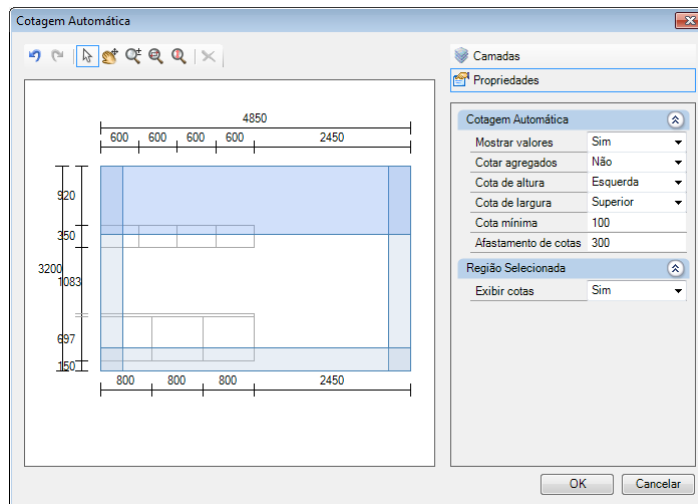 Cotagem Automática
Camadas
Propriedades
4850
600 600 600 600 2450
920
350
3200
1083
697
150
800 800 800 2450
Cotagem Automática
Mostrar valores Sim
Cotar agregados Não
Cota de altura Esquerda
Cota de largura Superior
Cota mínima 100
Afastamento de cotas 300
Região Selecionada
Exibir cotas Sim
OK Cancelar